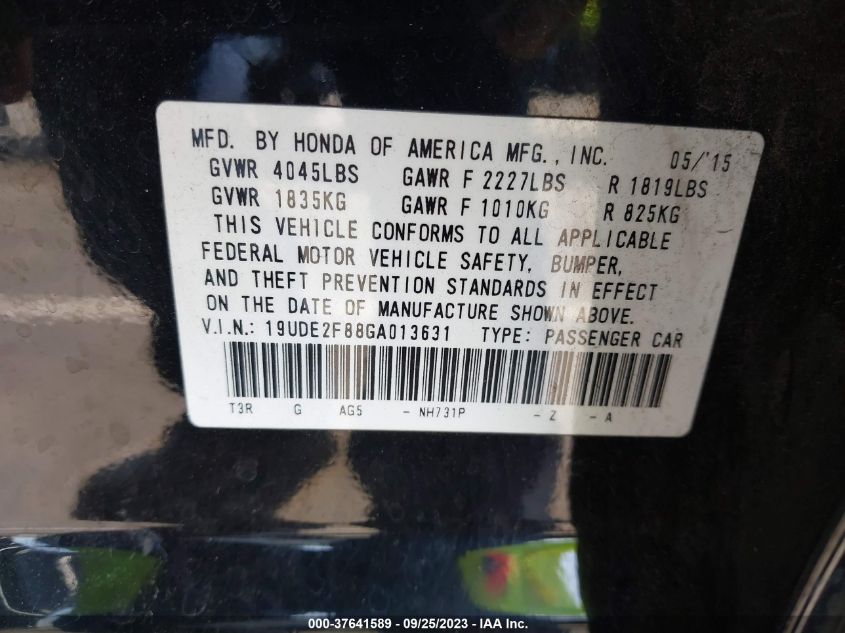 MFD. BY HONDA OF AMERICA MFG., INC. 05/'15
GVWR 4045LBS GAWR F 2227LBS R 1819LBS
GVWR 1835KG GAWR F 1010KG R 825KG
THIS VEHICLE CONFORMS TO ALL APPLICABLE
FEDERAL MOTOR VEHICLE SAFETY, BUMPER,
AND THEFT PREVENTION STANDARDS IN EFFECT
ON THE DATE OF MANUFACTURE SHOWN ABOVE.
V.I.N.: 19UDE2F88GA013631 TYPE: PASSENGER CAR
T3R G AG5 - NH731P - Z - A
000-37641589 - 09/25/2023 - IAA Inc.